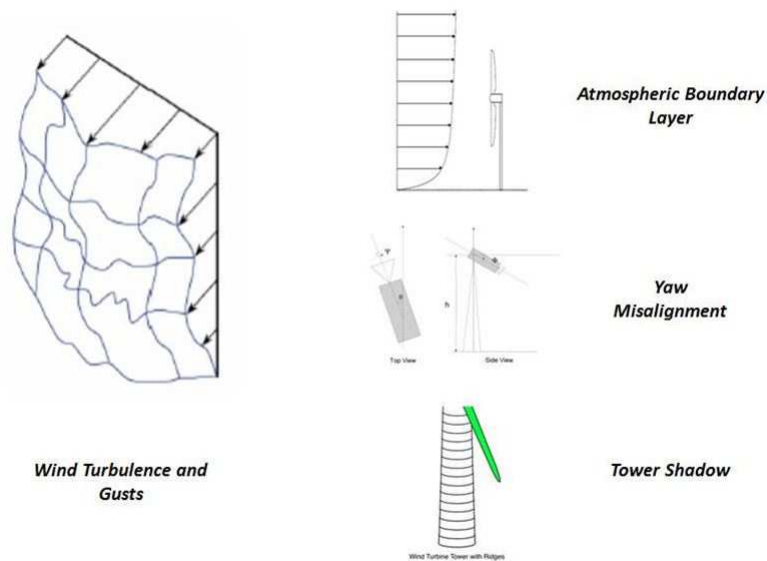 Atmospheric Boundary
Layer
h
Top View
Side View
Yaw
Misalignment
Wind Turbulence and
Gusts
Tower Shadow
Wind Turbine Tower with Ridges